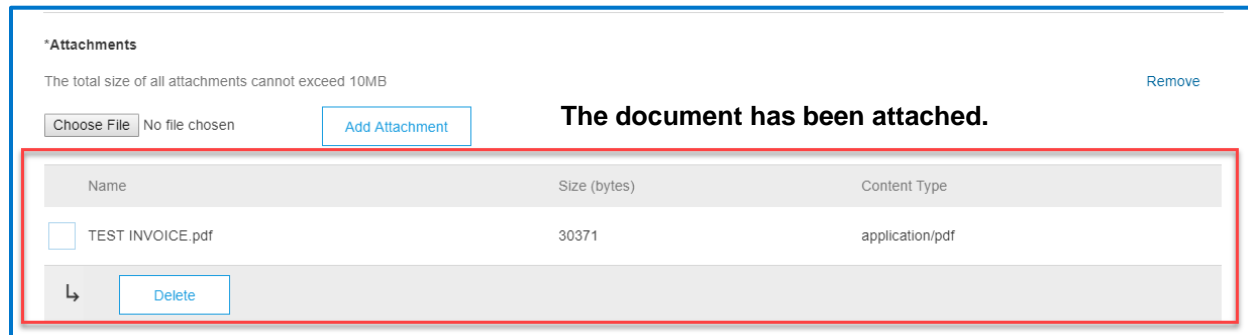 *Attachments
The total size of all attachments cannot exceed 10MB
Remove
Choose File No file chosen
Add Attachment
The document has been attached.
Name Size (bytes) Content Type
TEST INVOICE.pdf 30371 application/pdf
Delete